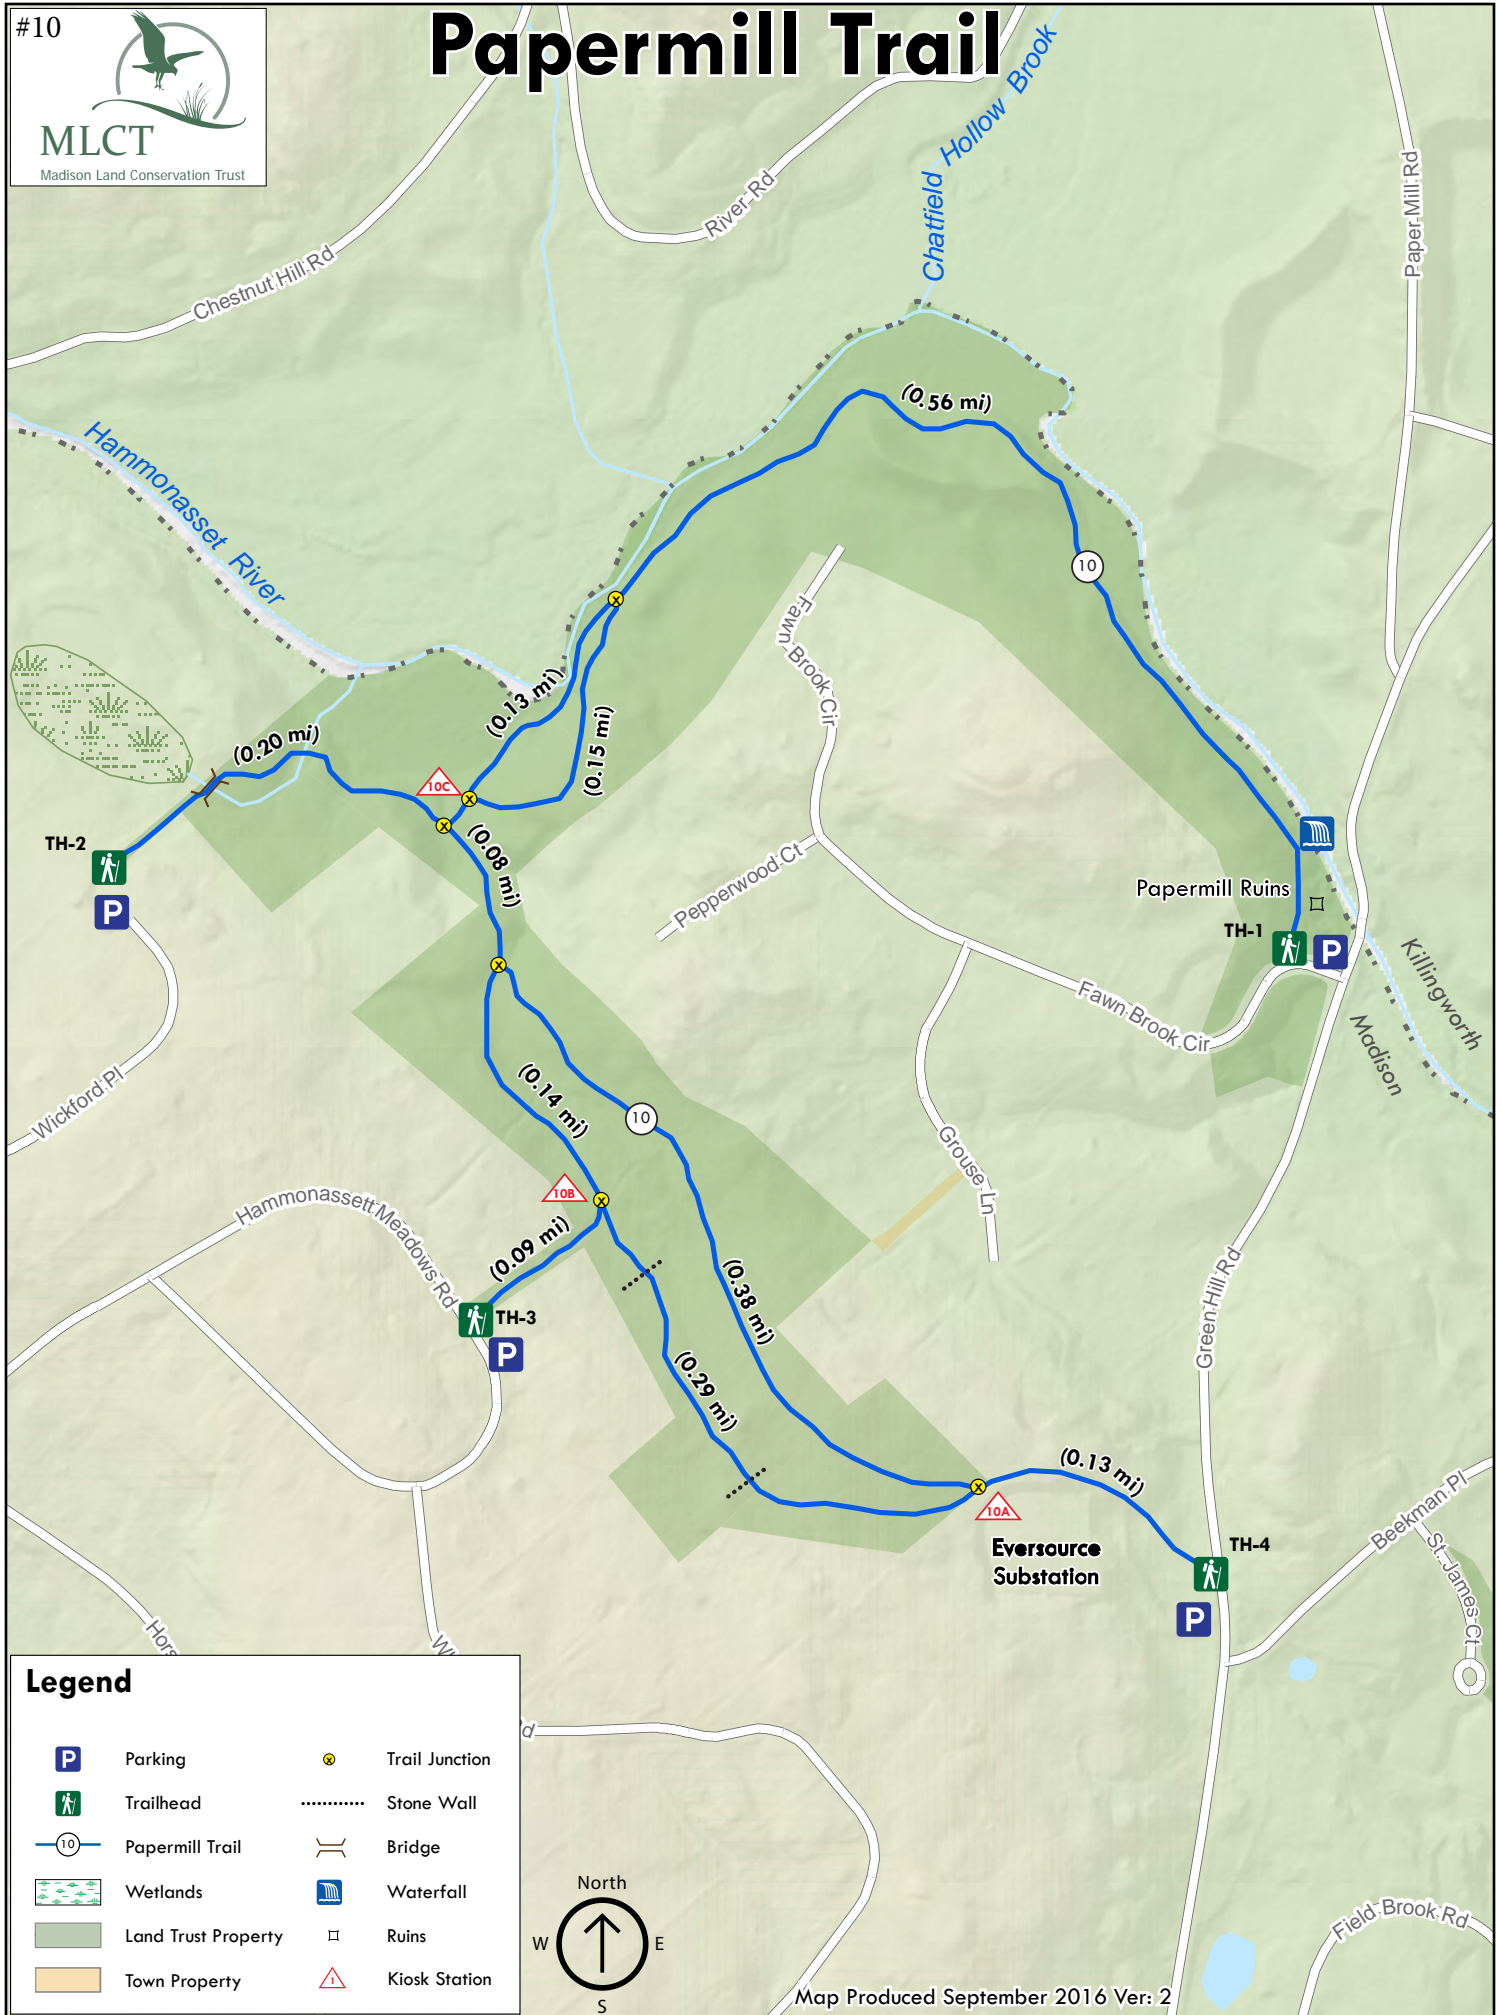 #10
Papermill Trail
MLCT
Madison Land Conservation Trust
Chatfield Hollow Brook
River Rd
Chestnut Hill Rd
Paper Mill Rd
(0.56 mi)
Hammonasset River
10
Fawn Brook Cir
(0.13 mi)
(0.15 mi)
(0.20 mi)
10C
TH-2
P
(0.08 mi)
Pepperwood Ct
Papermill Ruins
TH-1
P
Killingworth
Madison
Fawn Brook Cir
Wickford Pl
(0.14 mi)
10
Grouse Ln
10B
Hammonassett Meadows Rd
(0.09 mi)
TH-3
P
(0.38 mi)
Green Hill Rd
(0.29 mi)
(0.13 mi)
10A
Eversource
Substation
TH-4
P
Beekman Pl
St. James Ct
Hors
d
Field Brook Rd
Legend
P Parking
Trailhead
10 Papermill Trail
Wetlands
Land Trust Property
Town Property
x Trail Junction
Stone Wall
Bridge
Waterfall
Ruins
1 Kiosk Station
North
W E
S
Map Produced September 2016 Ver: 2